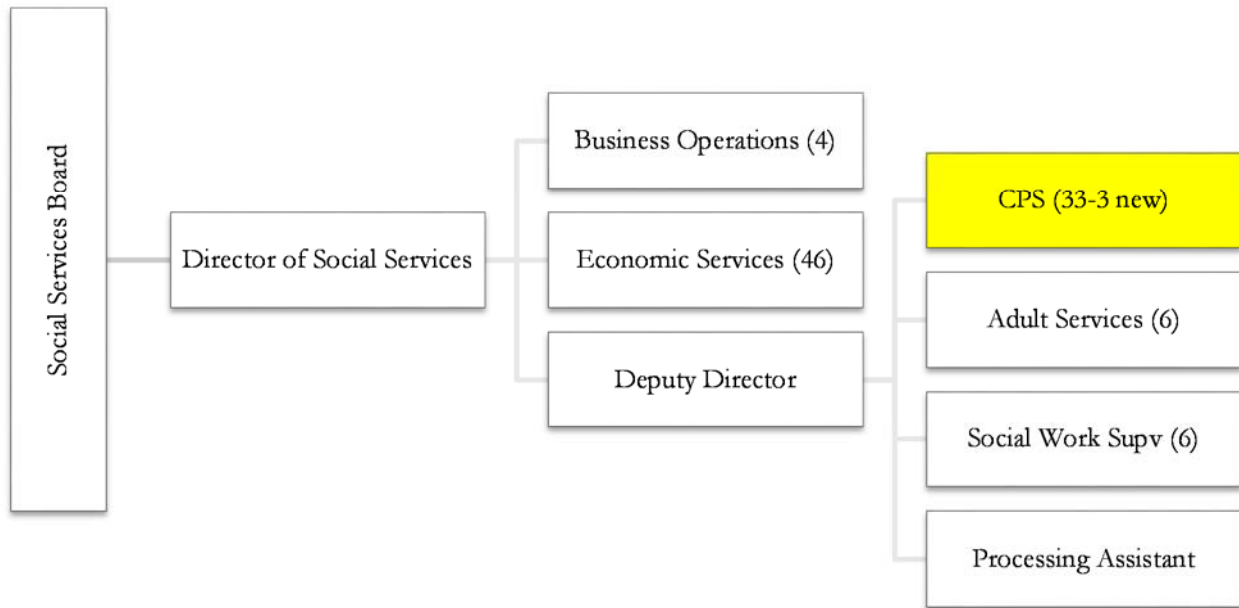 Social Services Board
Director of Social Services
Business Operations (4)
Economic Services (46)
Deputy Director
CPS (33-3 new)
Adult Services (6)
Social Work Supv (6)
Processing Assistant